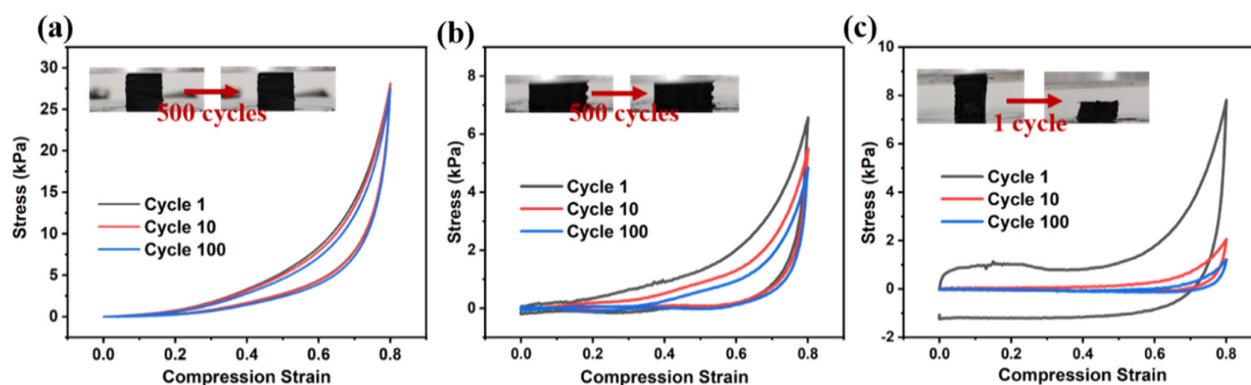 (a)
30
25
20
15
10
5
0
Stress (kPa)
500 cycles
Cycle 1
Cycle 10
Cycle 100
0.0 0.2 0.4 0.6 0.8
Compression Strain
(b)
8
6
4
2
0
Stress (kPa)
500 cycles
Cycle 1
Cycle 10
Cycle 100
0.0 0.2 0.4 0.6 0.8
Compression Strain
(c)
10
8
6
4
2
0
-2
Stress (kPa)
1 cycle
Cycle 1
Cycle 10
Cycle 100
0.0 0.2 0.4 0.6 0.8
Compression Strain